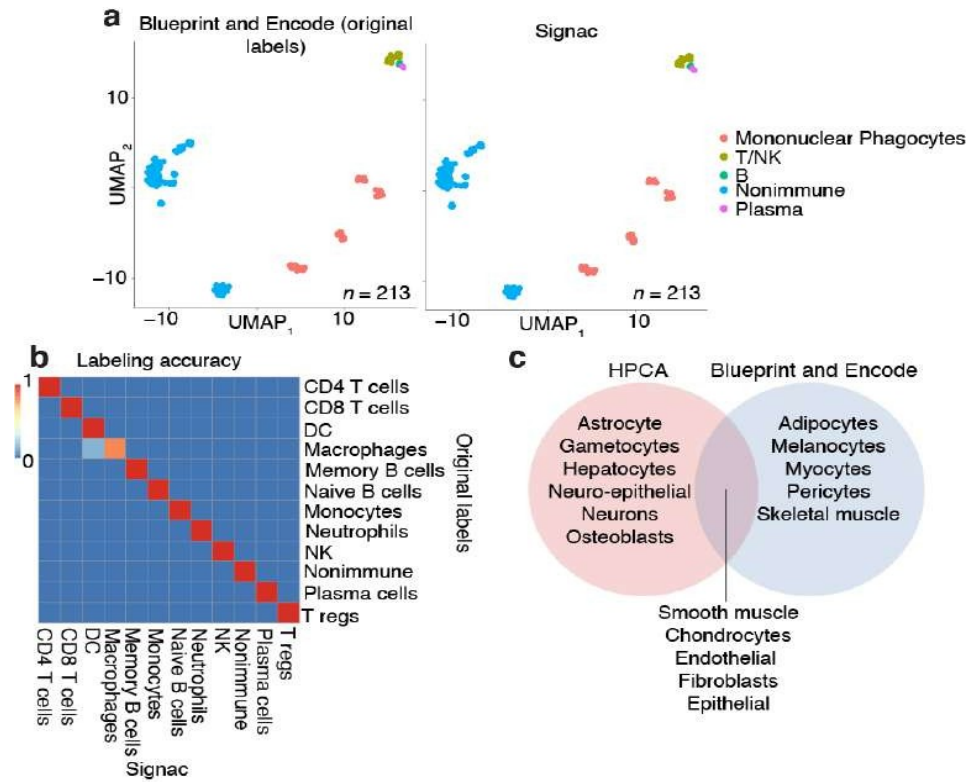 a
Blueprint and Encode (original
labels)
Signac
10
UMAP2
−10
n = 213
n = 213
−10
UMAP1
10
−10
UMAP1
10
Mononuclear Phagocytes
T/NK
B
Nonimmune
Plasma
b
Labeling accuracy
1
0
CD4 T cells
CD8 T cells
DC
Macrophages
Memory B cells
Naive B cells
Monocytes
Neutrophils
NK
Nonimmune
Plasma cells
T regs
Original labels
CD4 T cells
CD8 T cells
DC
Macrophages
Memory B cells
Monocytes
Naive B cells
Neutrophils
NK
Nonimmune
Plasma cells
T regs
Signac
c
HPCA
Blueprint and Encode
Astrocyte
Gametocytes
Hepatocytes
Neuro-epithelial
Neurons
Osteoblasts
Adipocytes
Melanocytes
Myocytes
Pericytes
Skeletal muscle
Smooth muscle
Chondrocytes
Endothelial
Fibroblasts
Epithelial